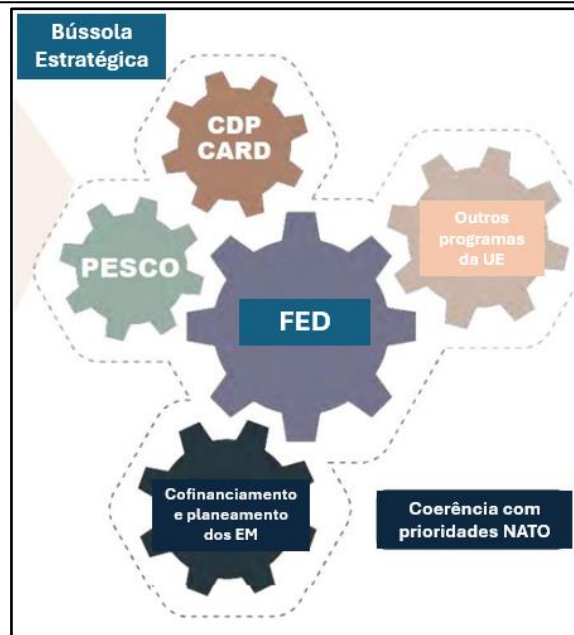 Bússola
Estratégica
CDP
CARD
PESCO
Outros
programas
da UE
FED
Cofinanciamento
e planeamento
dos EM
Coerência com
prioridades NATO